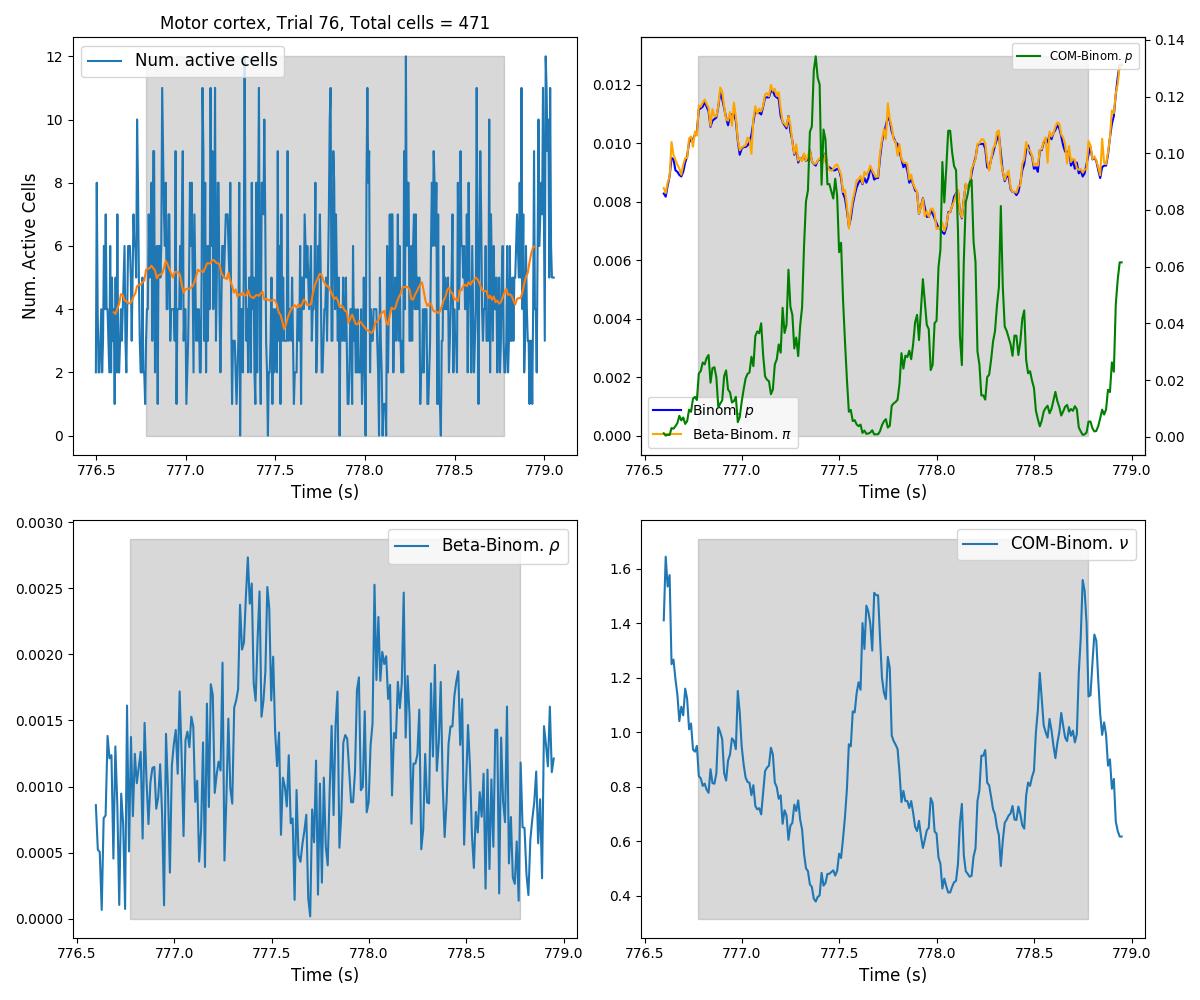 Motor cortex, Trial 76, Total cells = 471
Num. active cells
Num. Active Cells
12
10
8
6
4
2
0
776.5 777.0 777.5 778.0 778.5 779.0
Time (s)
COM-Binom. p
Binom. p
Beta-Binom. π
0.012
0.010
0.008
0.006
0.004
0.002
0.000
0.14
0.12
0.10
0.08
0.06
0.04
0.02
0.00
776.5 777.0 777.5 778.0 778.5 779.0
Time (s)
Beta-Binom. ρ
0.0030
0.0025
0.0020
0.0015
0.0010
0.0005
0.0000
776.5 777.0 777.5 778.0 778.5 779.0
Time (s)
COM-Binom. ν
1.6
1.4
1.2
1.0
0.8
0.6
0.4
776.5 777.0 777.5 778.0 778.5 779.0
Time (s)